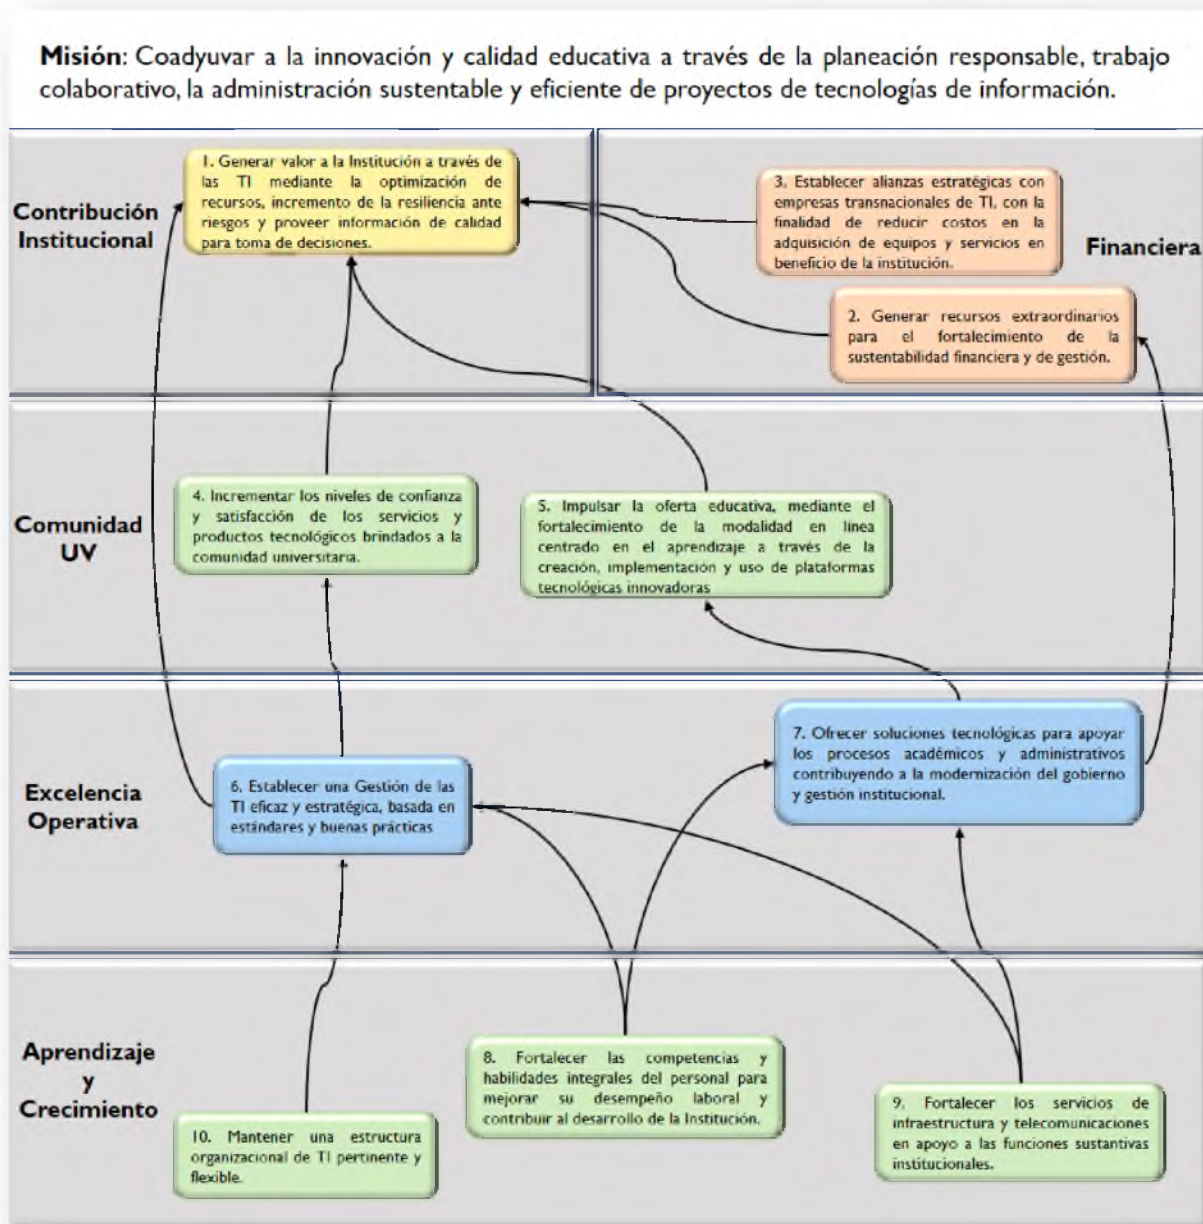 Misión: Coadyuvar a la innovación y calidad educativa a través de la planeación responsable, trabajo
colaborativo, la administración sustentable y eficiente de proyectos de tecnologías de información.
Contribución
Institucional
1. Generar valor a la Institución a través de
las TI mediante la optimización de
recursos, incremento de la resiliencia ante
riesgos y proveer información de calidad
para toma de decisiones.
3. Establecer alianzas estratégicas con
empresas transnacionales de TI, con la
finalidad de reducir costos en la
adquisición de equipos y servicios en
beneficio de la institución.
Financiera
2. Generar recursos extraordinarios
para el fortalecimiento de la
sustentabilidad financiera y de gestión.
Comunidad
UV
4. Incrementar los niveles de confianza
y satisfacción de los servicios y
productos tecnológicos brindados a la
comunidad universitaria.
5. Impulsar la oferta educativa, mediante el
fortalecimiento de la modalidad en línea
centrado en el aprendizaje a través de la
creación, implementación y uso de plataformas
tecnológicas innovadoras
Excelencia
Operativa
6. Establecer una Gestión de las
TI eficaz y estratégica, basada en
estándares y buenas prácticas
7. Ofrecer soluciones tecnológicas para apoyar
los procesos académicos y administrativos
contribuyendo a la modernización del gobierno
y gestión institucional.
Aprendizaje
y
Crecimiento
10. Mantener una estructura
organizacional de TI pertinente y
flexible.
8. Fortalecer las competencias y
habilidades integrales del personal para
mejorar su desempeño laboral y
contribuir al desarrollo de la Institución.
9. Fortalecer los servicios de
infraestructura y telecomunicaciones
en apoyo a las funciones sustantivas
institucionales.